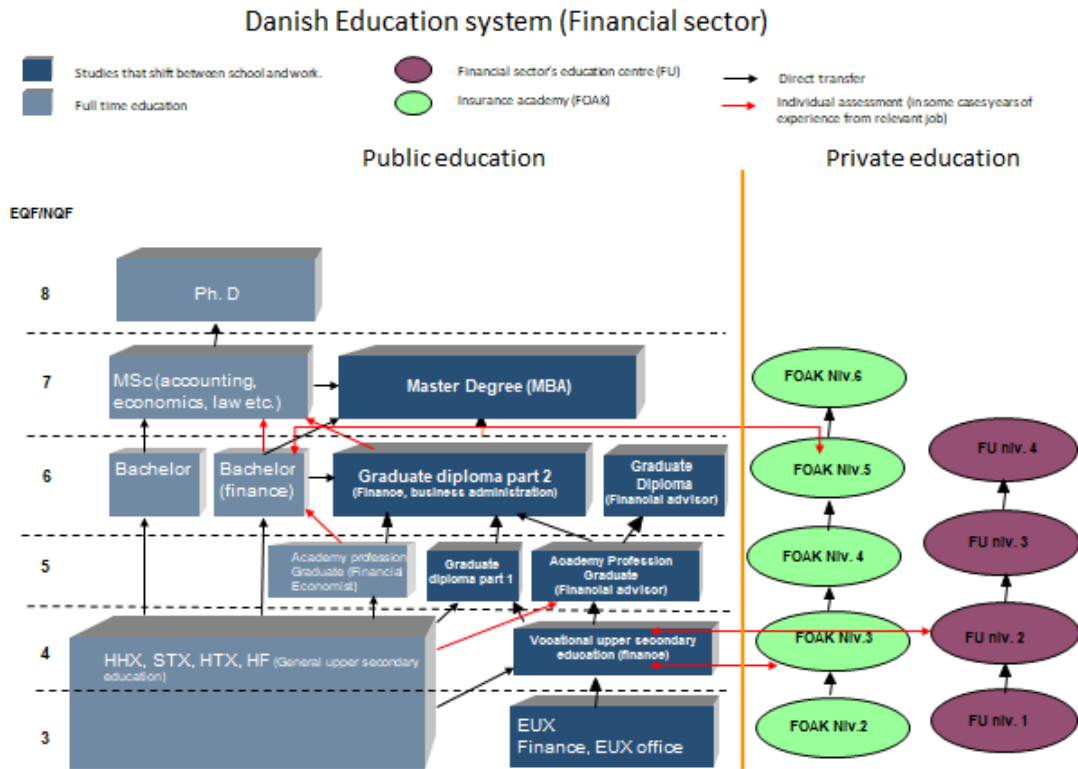 Danish Education system (Financial sector)
Studies that shift between school and work.
Full time education
Financial sector's education centre (FU)
Insurance academy (FOAK)
Direct transfer
Individual assessment (in some cases years of
experience from relevant job)
Public education
Private education
EQF/NQF
8
Ph. D
7
MSc (accounting,
economics, law etc.)
Master Degree (MBA)
FOAK Niv.6
6
Bachelor
Bachelor
(finance)
Graduate diploma part 2
(Finance, business administration)
Graduate
Diploma
(Financial advisor)
FOAK Niv.5
FU niv. 4
5
Academy profession
Graduate (Financial
Economist)
Graduate
diploma part 1
Academy Profession
Graduate
(Financial advisor)
FOAK Niv. 4
FU niv. 3
4
HHX, STX, HTX, HF (General upper secondary
education)
Vocational upper secondary
education (finance)
FOAK Niv.3
FU niv. 2
3
EUX
Finance, EUX office
FOAK Niv.2
FU niv. 1